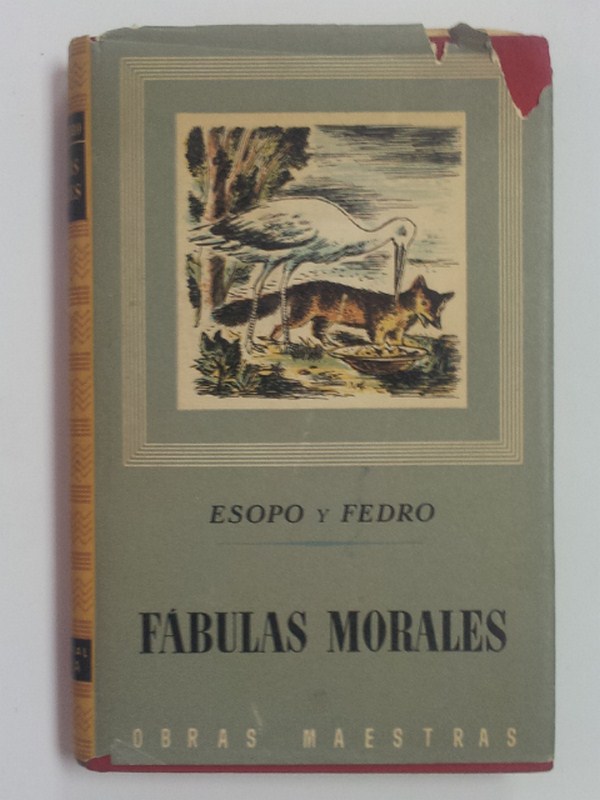 ESOPO Y FEDRO
FÁBULAS MORALES
OBRAS MAESTRAS